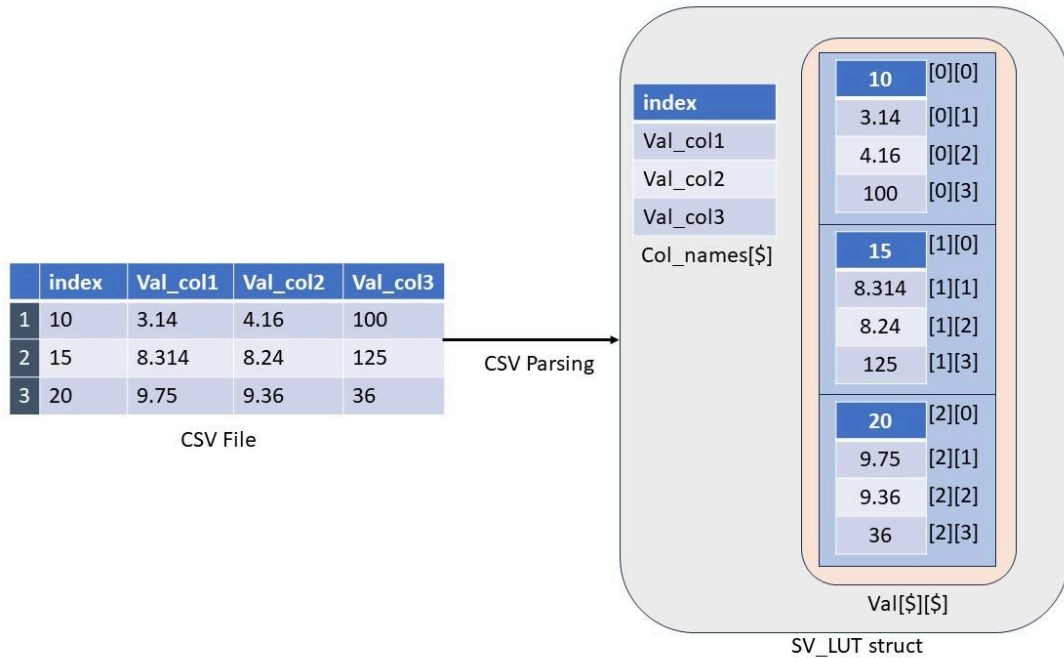 index Val_col1 Val_col2 Val_col3
1 10 3.14 4.16 100
2 15 8.314 8.24 125
3 20 9.75 9.36 36
CSV File
CSV Parsing
index
Val_col1
Val_col2
Val_col3
Col_names[$]
10 [0][0]
3.14 [0][1]
4.16 [0][2]
100 [0][3]
15 [1][0]
8.314 [1][1]
8.24 [1][2]
125 [1][3]
20 [2][0]
9.75 [2][1]
9.36 [2][2]
36 [2][3]
Val[$][$]
SV_LUT struct